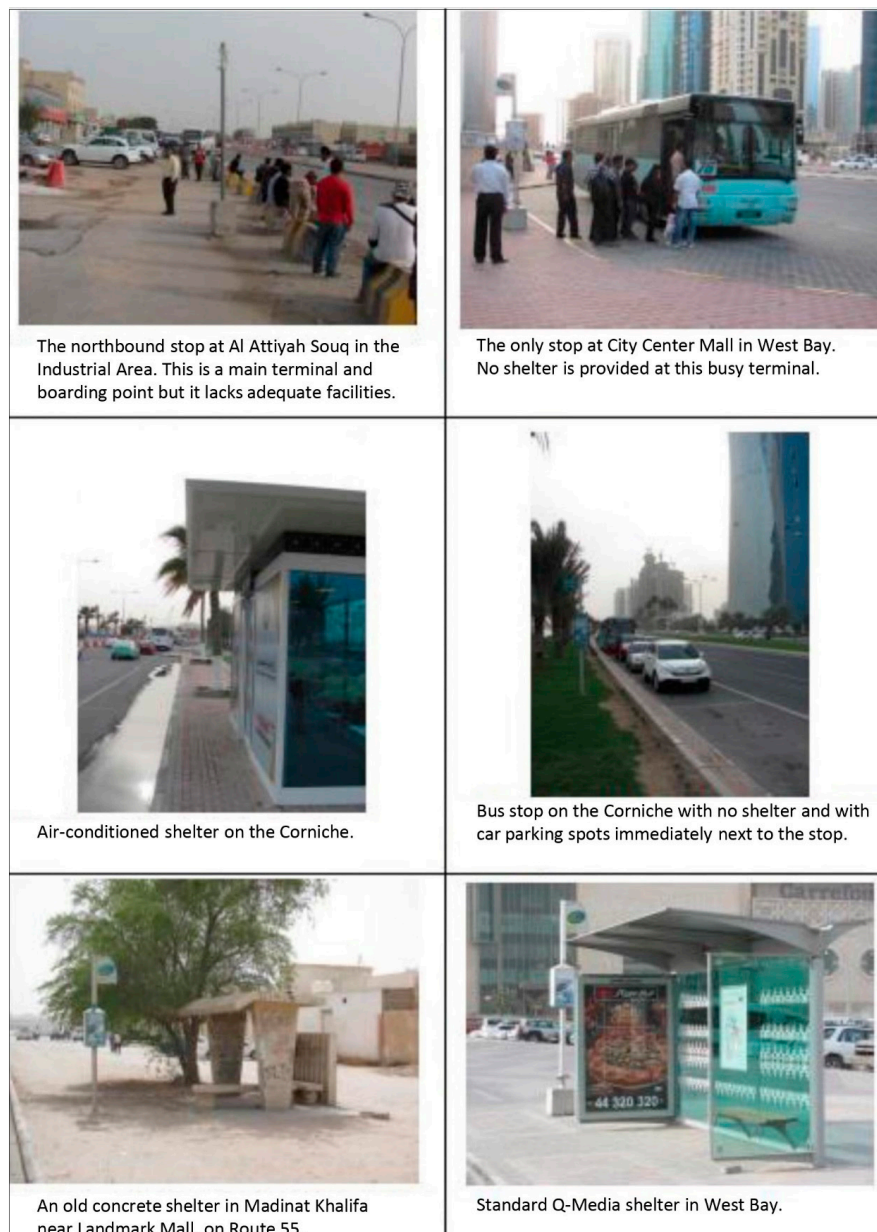 The northbound stop at Al Attiyah Souq in the
Industrial Area. This is a main terminal and
boarding point but it lacks adequate facilities.
The only stop at City Center Mall in West Bay.
No shelter is provided at this busy terminal.
Air-conditioned shelter on the Corniche.
Bus stop on the Corniche with no shelter and with
car parking spots immediately next to the stop.
Carrefou
44 320 320
An old concrete shelter in Madinat Khalifa
near Landmark Mall, on Route 55.
Standard Q-Media shelter in West Bay.